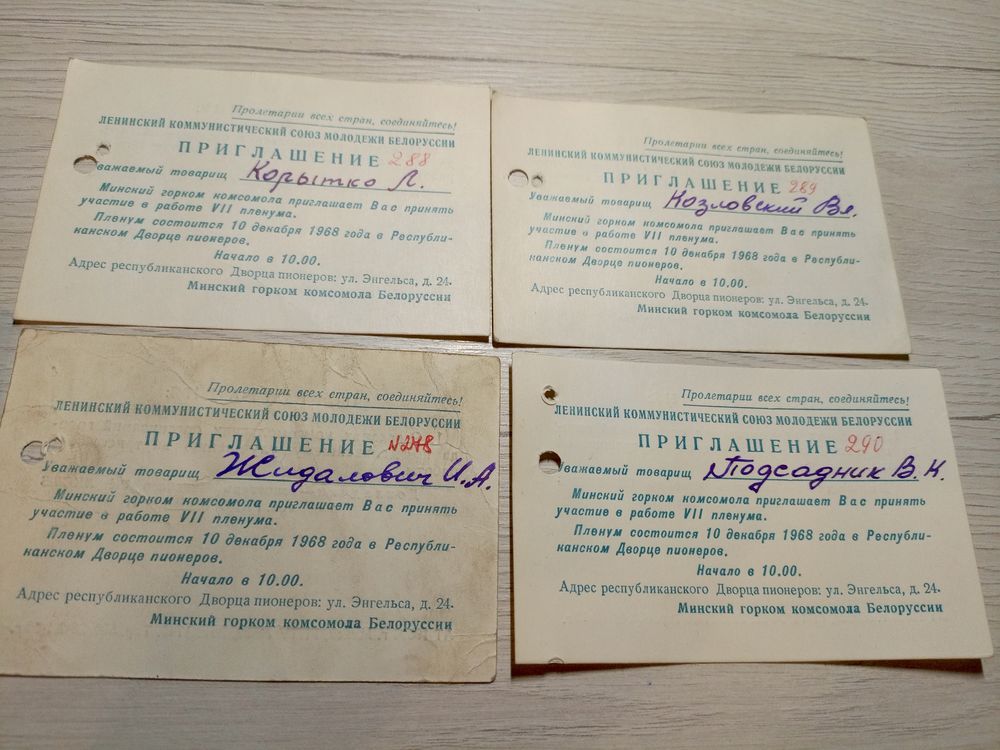 Пролетарии всех стран, соединяйтесь!
ЛЕНИНСКИЙ КОММУНИСТИЧЕСКИЙ СОЮЗ МОЛОДЕЖИ БЕЛОРУССИИ
ПРИГЛАШЕНИЕ 288
важаемый товарищ Корытко Л.
Минский горком комсомола приглашает Вас принять
участие в работе VII пленума.
Пленум состоится 10 декабря 1968 года в Республи-
канском Дворце пионеров.
Начало в 10.00.
Адрес республиканского Дворца пионеров: ул. Энгельса, д. 24.
Минский горком комсомола Белоруссии
Пролетарии всех стран, соединяйтесь!
ЛЕНИНСКИЙ КОММУНИСТИЧЕСКИЙ СОЮЗ МОЛОДЕЖИ БЕЛОРУССИИ
ПРИГЛАШЕНИЕ 289
Уважаемый товарищ Козловский Вя.
Минский горком комсомола приглашает Вас принять
участие в работе VII пленума.
Пленум состоится 10 декабря 1968 года в Республи-
канском Дворце пионеров.
Начало в 10.00.
Адрес республиканского Дворца пионеров: ул. Энгельса, д. 24.
Минский горком комсомола Белоруссии
Пролетарии всех стран, соединяйтесь!
ЛЕНИНСКИЙ КОММУНИСТИЧЕСКИЙ СОЮЗ МОЛОДЕЖИ БЕЛОРУССИИ
ПРИГЛАШЕНИЕ
Уважаемый товарищ Жидалович И.А.
Минский горком комсомола приглашает Вас принять
участие в работе VII пленума.
Пленум состоится 10 декабря 1968 года в Республи-
канском Дворце пионеров.
Начало в 10.00.
Адрес республиканского Дворца пионеров: ул. Энгельса, д. 24.
Минский горком комсомола Белоруссии
Пролетарии всех стран, соединяйтесь!
ЛЕНИНСКИЙ КОММУНИСТИЧЕСКИЙ СОЮЗ МОЛОДЕЖИ БЕЛОРУССИИ
ПРИГЛАШЕНИЕ 290
Уважаемый товарищ Подсадник В. Н.
Минский горком комсомола приглашает Вас принять
участие в работе VII пленума.
Пленум состоится 10 декабря 1968 года в Республи-
канском Дворце пионеров.
Начало в 10.00.
Адрес республиканского Дворца пионеров: ул. Энгельса, д. 24.
Минский горком комсомола Белоруссии